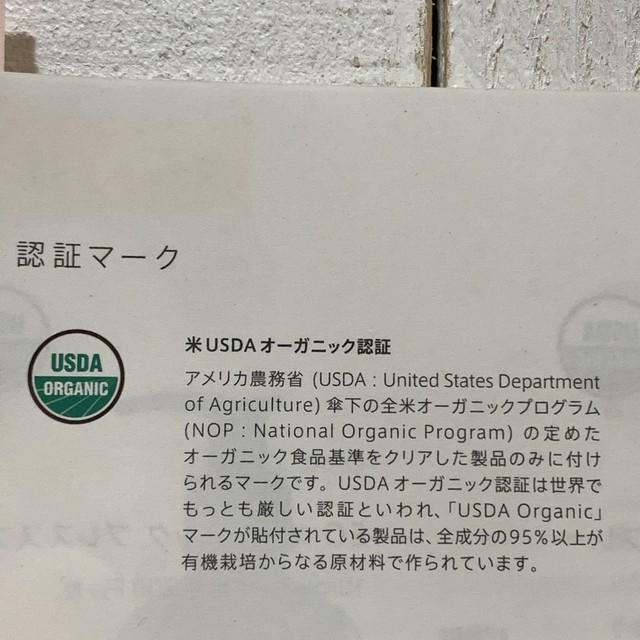 認証マーク
USDA
ORGANIC
米USDAオーガニック認証
アメリカ農務省 (USDA : United States Department
of Agriculture) 傘下の全米オーガニックプログラム
(NOP : National Organic Program) の定めた
オーガニック食品基準をクリアした製品のみに付け
られるマークです。USDAオーガニック認証は世界で
もっとも厳しい認証といわれ、「USDA Organic」
マークが貼付されている製品は、全成分の95%以上が
有機栽培からなる原材料で作られています。